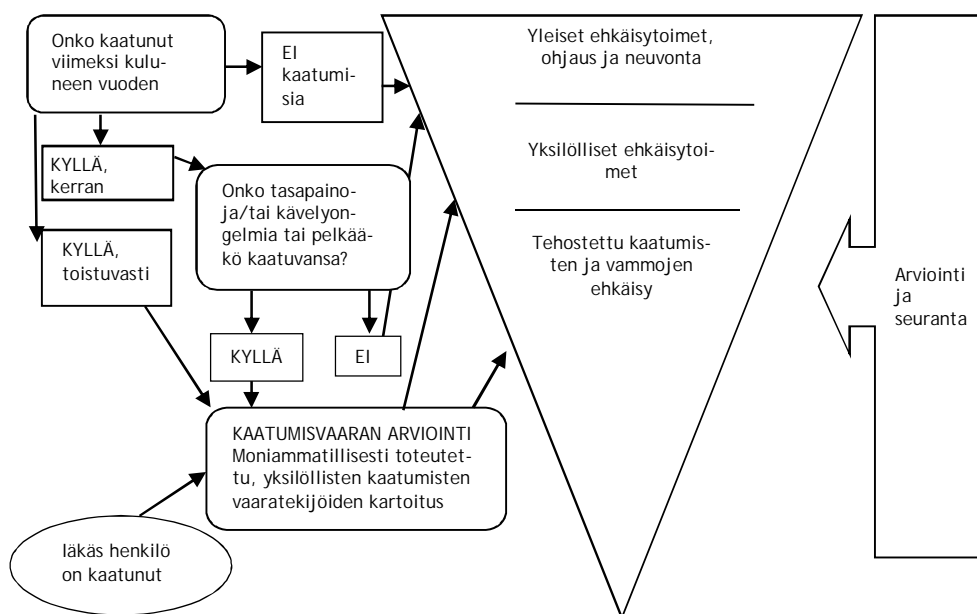 Onko kaatunut
viimeksi kulu-
neen vuoden
EI
kaatumi-
sia
KYLLÄ,
kerran
Onko tasapaino-
ja/tai kävelyon-
gelmia tai pelkää-
kö kaatuvansa?
KYLLÄ,
toistuvasti
KYLLÄ
EI
KAATUMISVAARAN ARVIOINTI
Moniammatillisesti toteutet-
tu, yksilöllisten kaatumisten
vaaratekijöiden kartoitus
Iäkäs henkilö
on kaatunut
Yleiset ehkäisytoimet,
ohjaus ja neuvonta
Yksilölliset ehkäisytoi-
met
Tehostettu kaatumis-
ten ja vammojen
ehkäisy
Arviointi
ja
seuranta